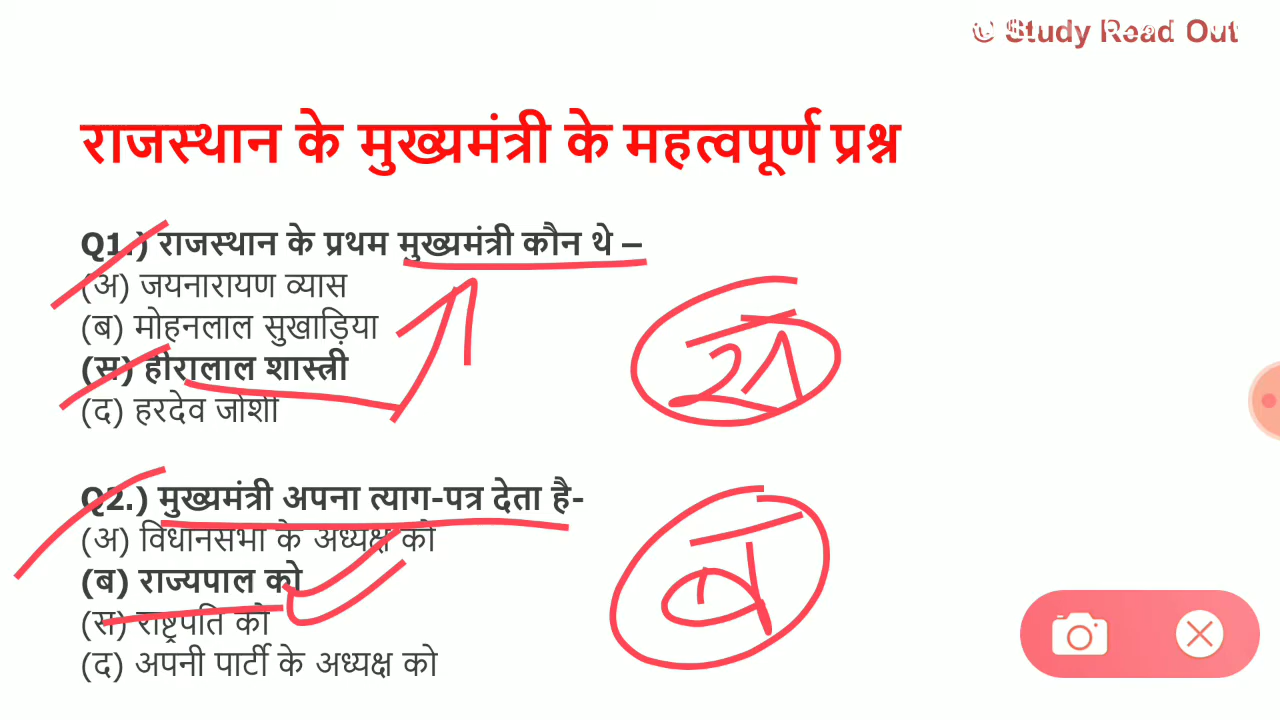 © Study Read Out
राजस्थान के मुख्यमंत्री के महत्वपूर्ण प्रश्न
Q1.) राजस्थान के प्रथम मुख्यमंत्री कौन थे –
(अ) जयनारायण व्यास
(ब) मोहनलाल सुखाड़िया
(स) हीरालाल शास्त्री
(द) हरदेव जोशी
स
Q2.) मुख्यमंत्री अपना त्याग-पत्र देता है-
(अ) विधानसभा के अध्यक्ष को
(ब) राज्यपाल को
(स) राष्ट्रपति को
(द) अपनी पार्टी के अध्यक्ष को
ब